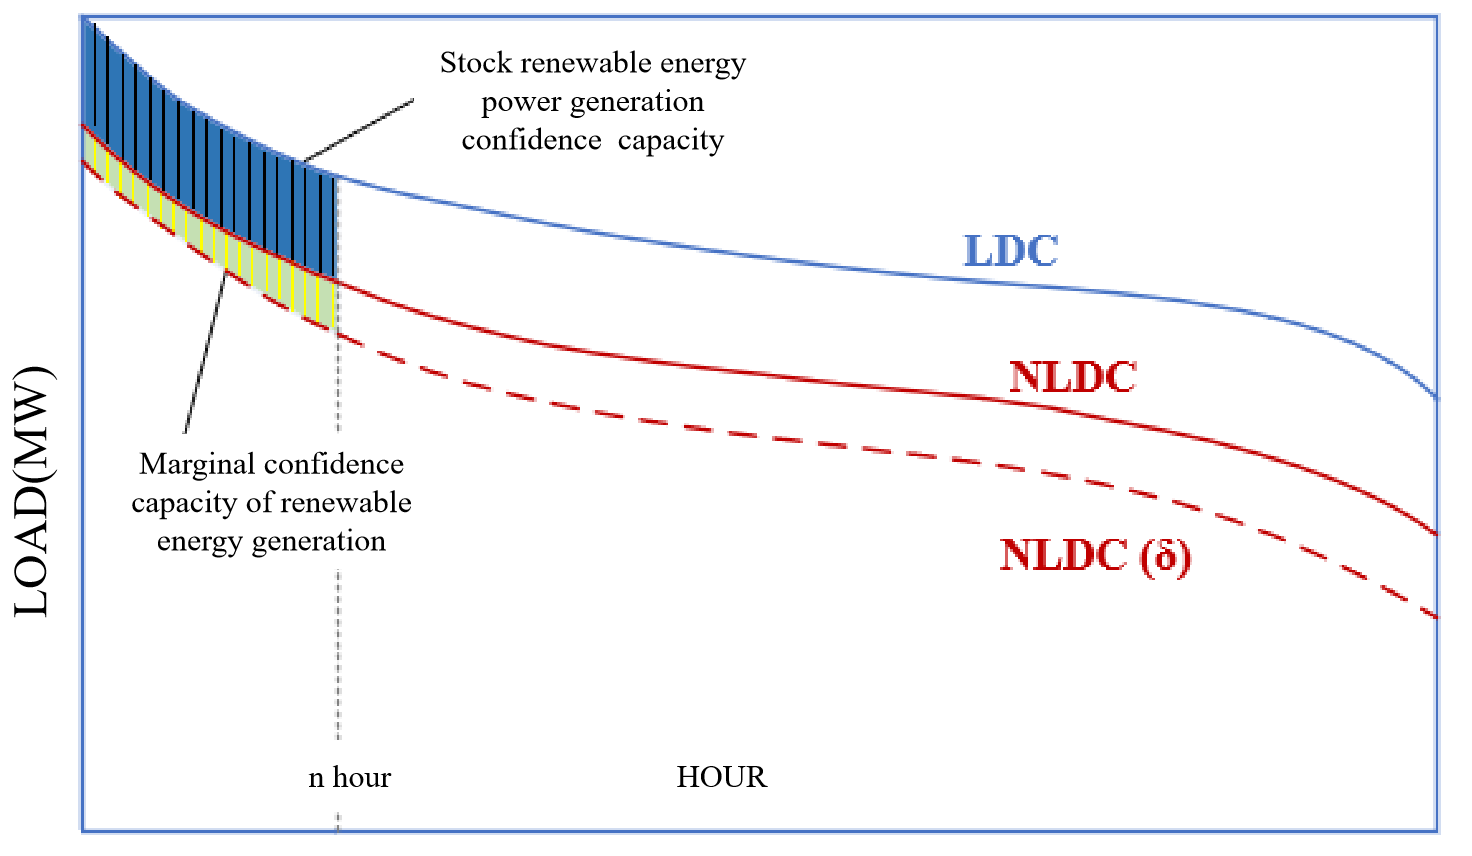 Stock renewable energy
power generation
confidence capacity
LDC
NLDC
LOAD(MW)
Marginal confidence
capacity of renewable
energy generation
NLDC (δ)
n hour
HOUR